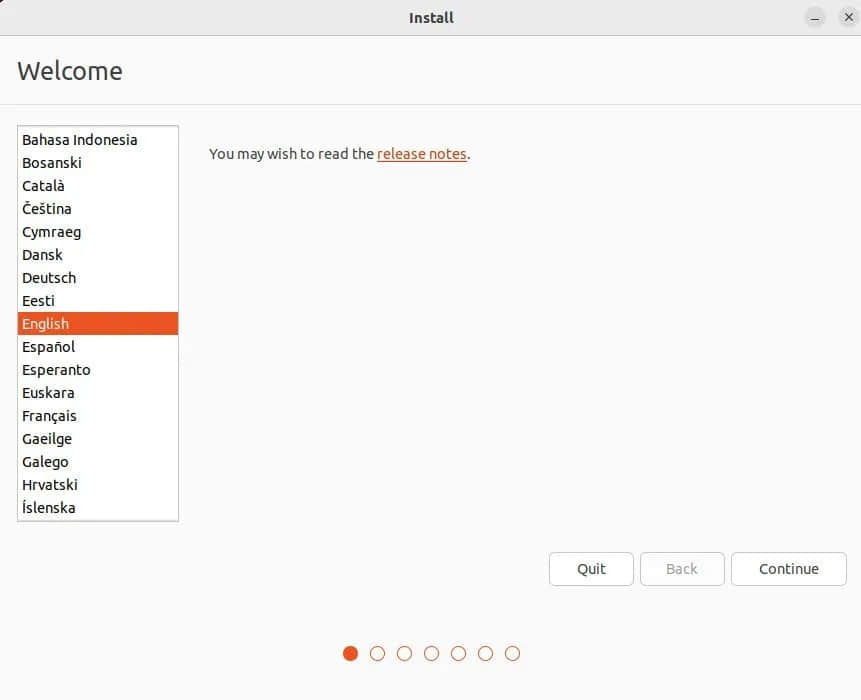 Install
Welcome
Bahasa Indonesia
Bosanski
Català
Čeština
Cymraeg
Dansk
Deutsch
Eesti
English
Español
Esperanto
Euskara
Français
Gaeilge
Galego
Hrvatski
Íslenska
You may wish to read the release notes.
Quit
Back
Continue